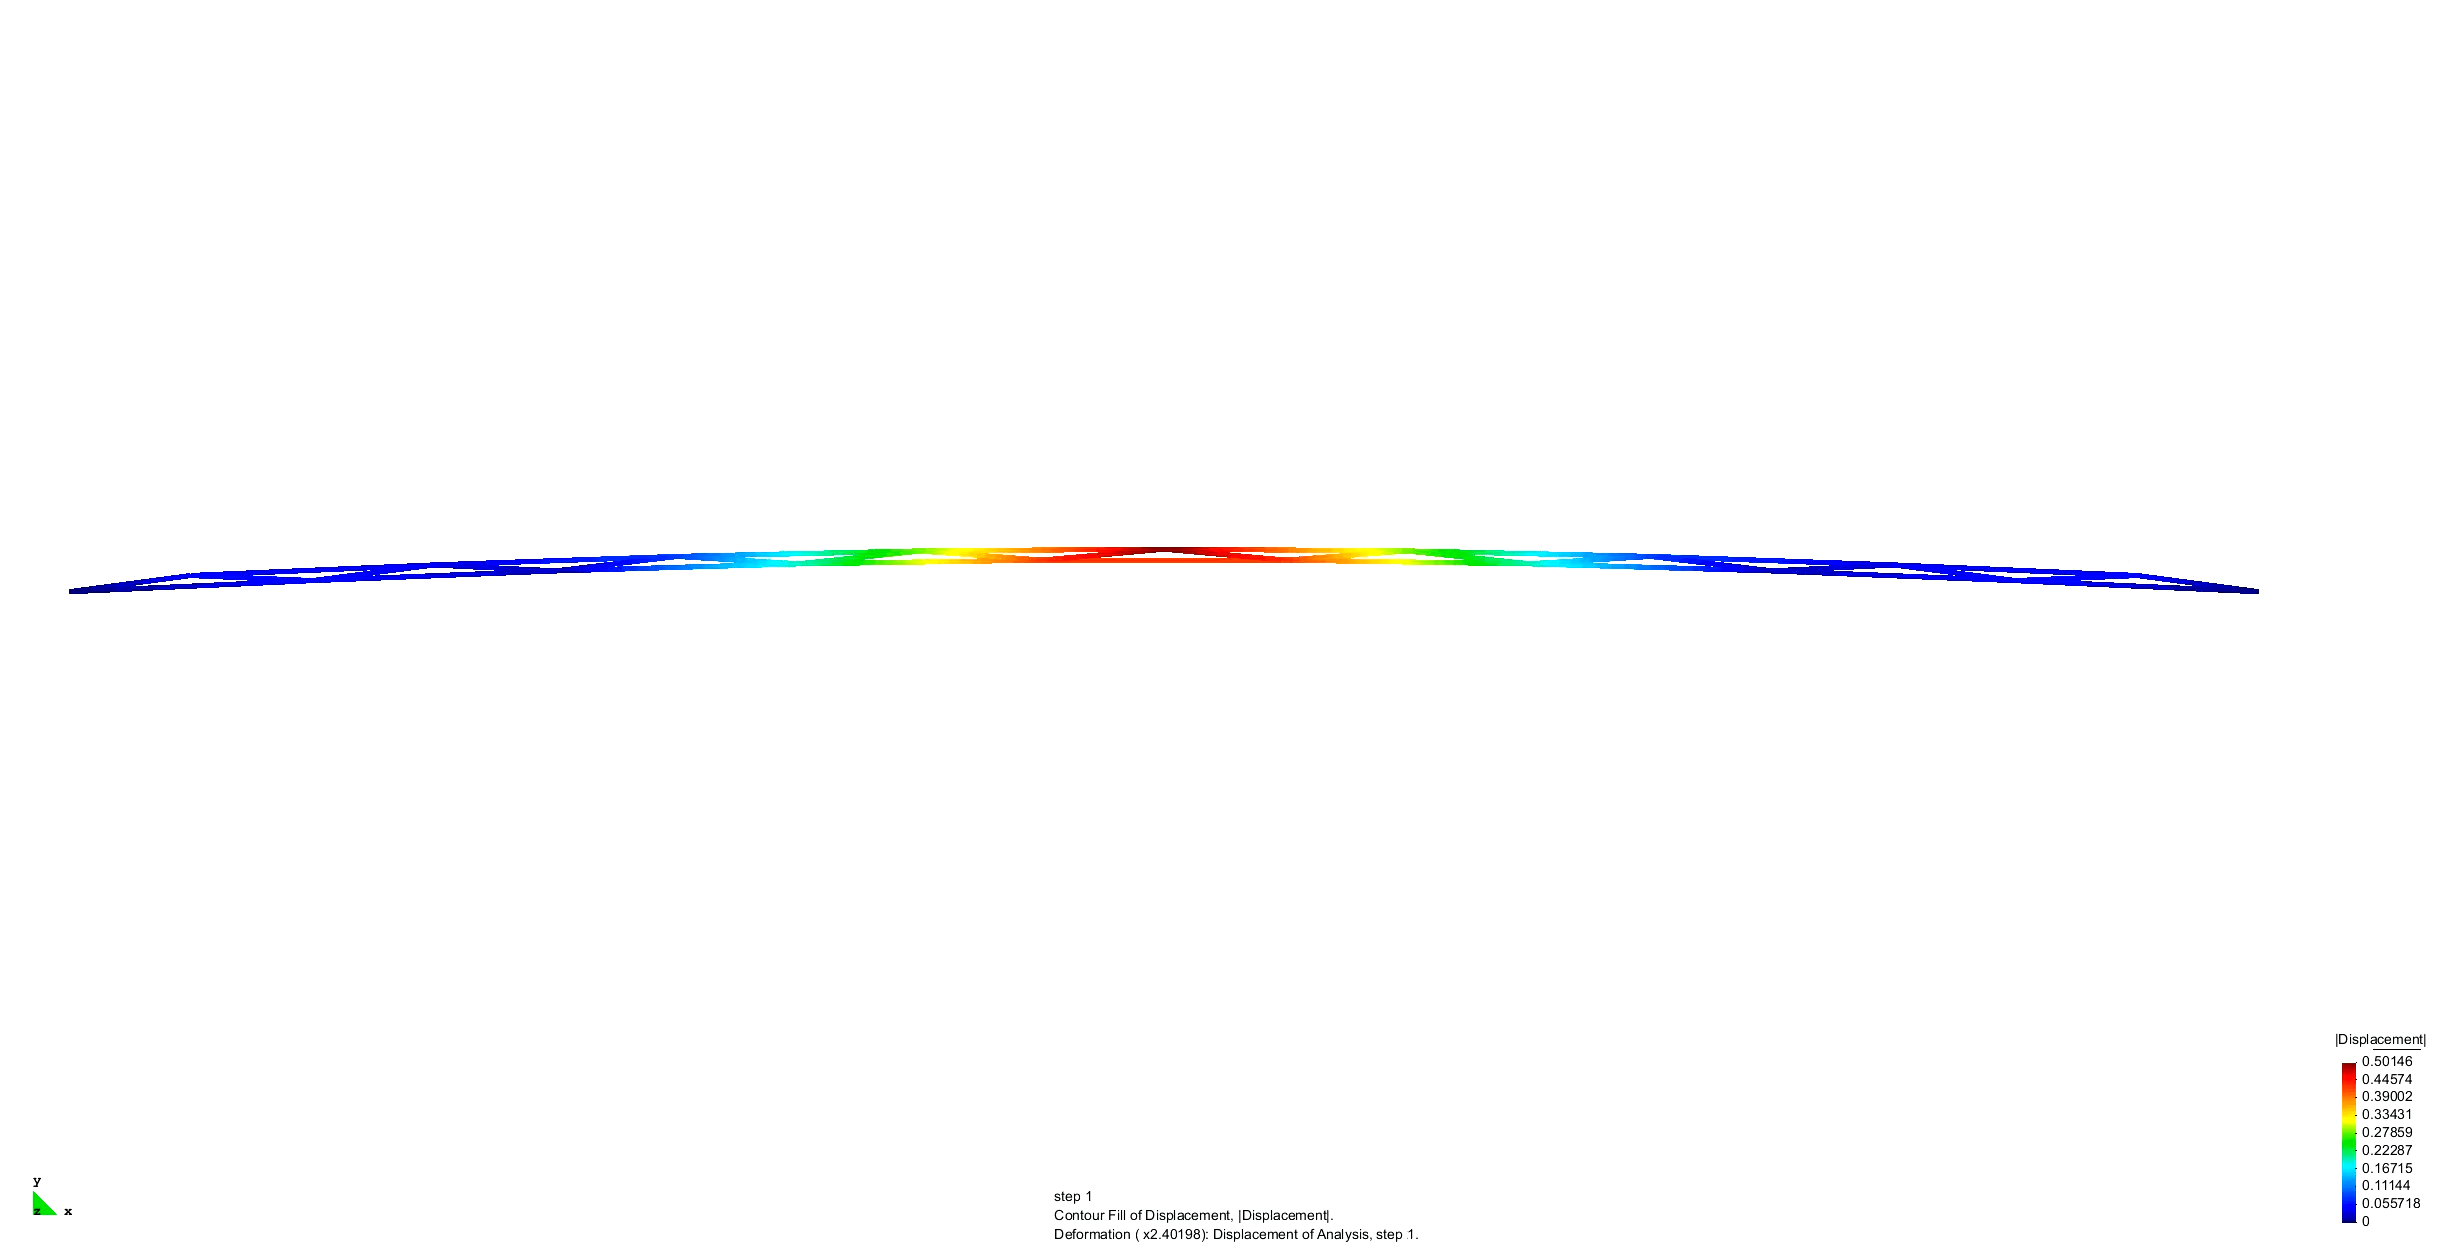 |Displacement|
0.50146
0.44574
0.39002
0.33431
0.27859
0.22287
0.16715
0.11144
0.055718
0
y
z x
step 1
Contour Fill of Displacement, |Displacement|.
Deformation ( x2.40198): Displacement of Analysis, step 1.